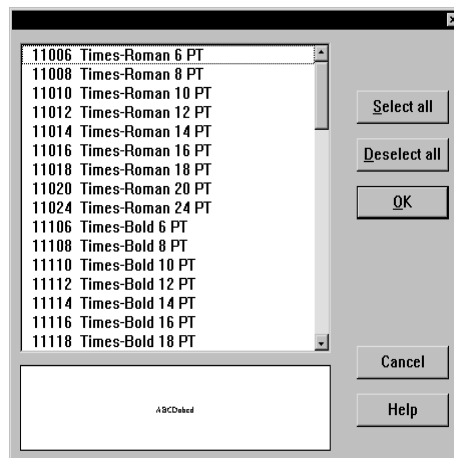 11006 Times-Roman 6 PT
11008 Times-Roman 8 PT
11010 Times-Roman 10 PT
11012 Times-Roman 12 PT
11014 Times-Roman 14 PT
11016 Times-Roman 16 PT
11018 Times-Roman 18 PT
11020 Times-Roman 20 PT
11024 Times-Roman 24 PT
11106 Times-Bold 6 PT
11108 Times-Bold 8 PT
11110 Times-Bold 10 PT
11112 Times-Bold 12 PT
11114 Times-Bold 14 PT
11116 Times-Bold 16 PT
11118 Times-Bold 18 PT
Select all
Deselect all
OK
Cancel
Help
ABCDabcd